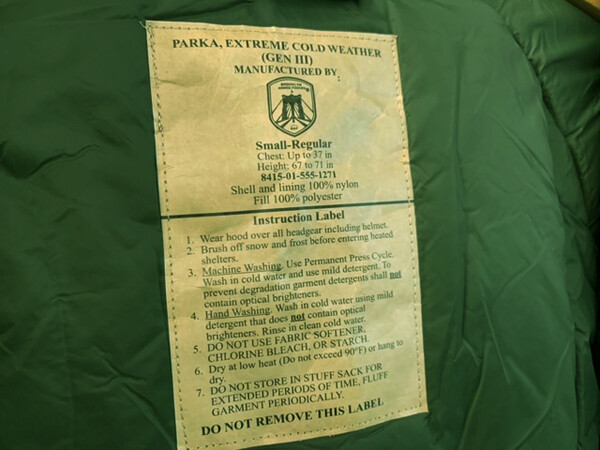 PARKA, EXTREME COLD WEATHER
(GEN III)
MANUFACTURED BY:
Small-Regular
Chest: Up to 37 in
Height: 67 to 71 in
8415-01-555-1271
Shell and lining 100% nylon
Fill 100% polyester
Instruction Label
1. Wear hood over all headgear including helmet.
2. Brush off snow and frost before entering heated
shelters.
3. Machine Washing. Use Permanent Press Cycle.
Wash in cold water and use mild detergent. To
prevent degradation garment detergents shall not
contain optical brighteners.
4. Hand Washing. Wash in cold water using mild
detergent that does not contain optical
brighteners. Rinse in clean cold water.
5. DO NOT USE FABRIC SOFTENER,
CHLORINE BLEACH, OR STARCH.
6. Dry at low heat (Do not exceed 90°F) or hang to
dry.
7. DO NOT STORE IN STUFF SACK FOR
EXTENDED PERIODS OF TIME, FLUFF
GARMENT PERIODICALLY.
DO NOT REMOVE THIS LABEL